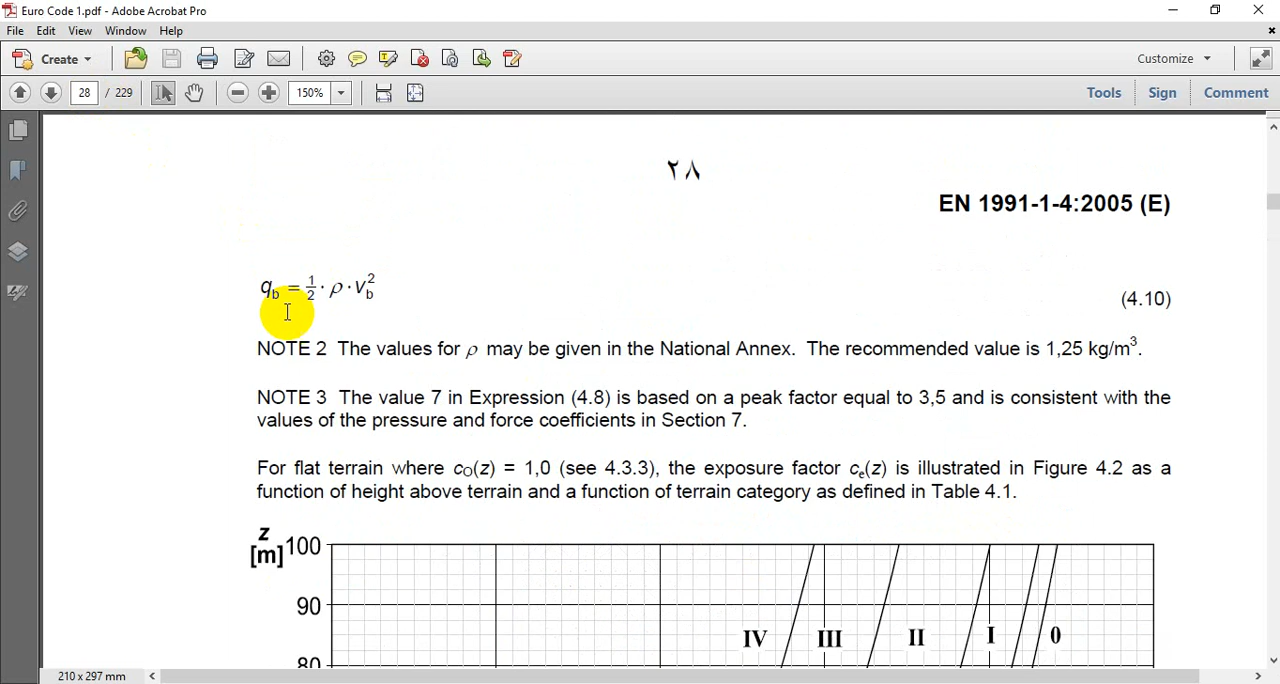 Euro Code 1.pdf - Adobe Acrobat Pro
File Edit View Window Help
Create Customize
28 / 229 150% Tools Sign Comment
٢٨
EN 1991-1-4:2005 (E)
q_b = 1/2 · ρ · v_b^2 (4.10)
NOTE 2 The values for ρ may be given in the National Annex. The recommended value is 1,25 kg/m³.
NOTE 3 The value 7 in Expression (4.8) is based on a peak factor equal to 3,5 and is consistent with the
values of the pressure and force coefficients in Section 7.
For flat terrain where cO(z) = 1,0 (see 4.3.3), the exposure factor ce(z) is illustrated in Figure 4.2 as a
function of height above terrain and a function of terrain category as defined in Table 4.1.
z
[m] 100
90
IV III II I 0
80
210 x 297 mm